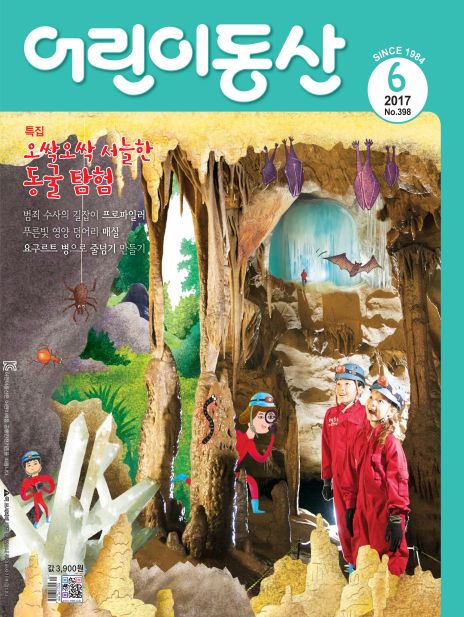 어린이동산
SINCE 1984
6
2017
No.398
특집
오싹오싹 서늘한
동굴 탐험
범죄 수사의 길잡이 프로파일러
푸른빛 영양 덩어리 매실
요구르트 병으로 줄넘기 만들기
값 3,900원